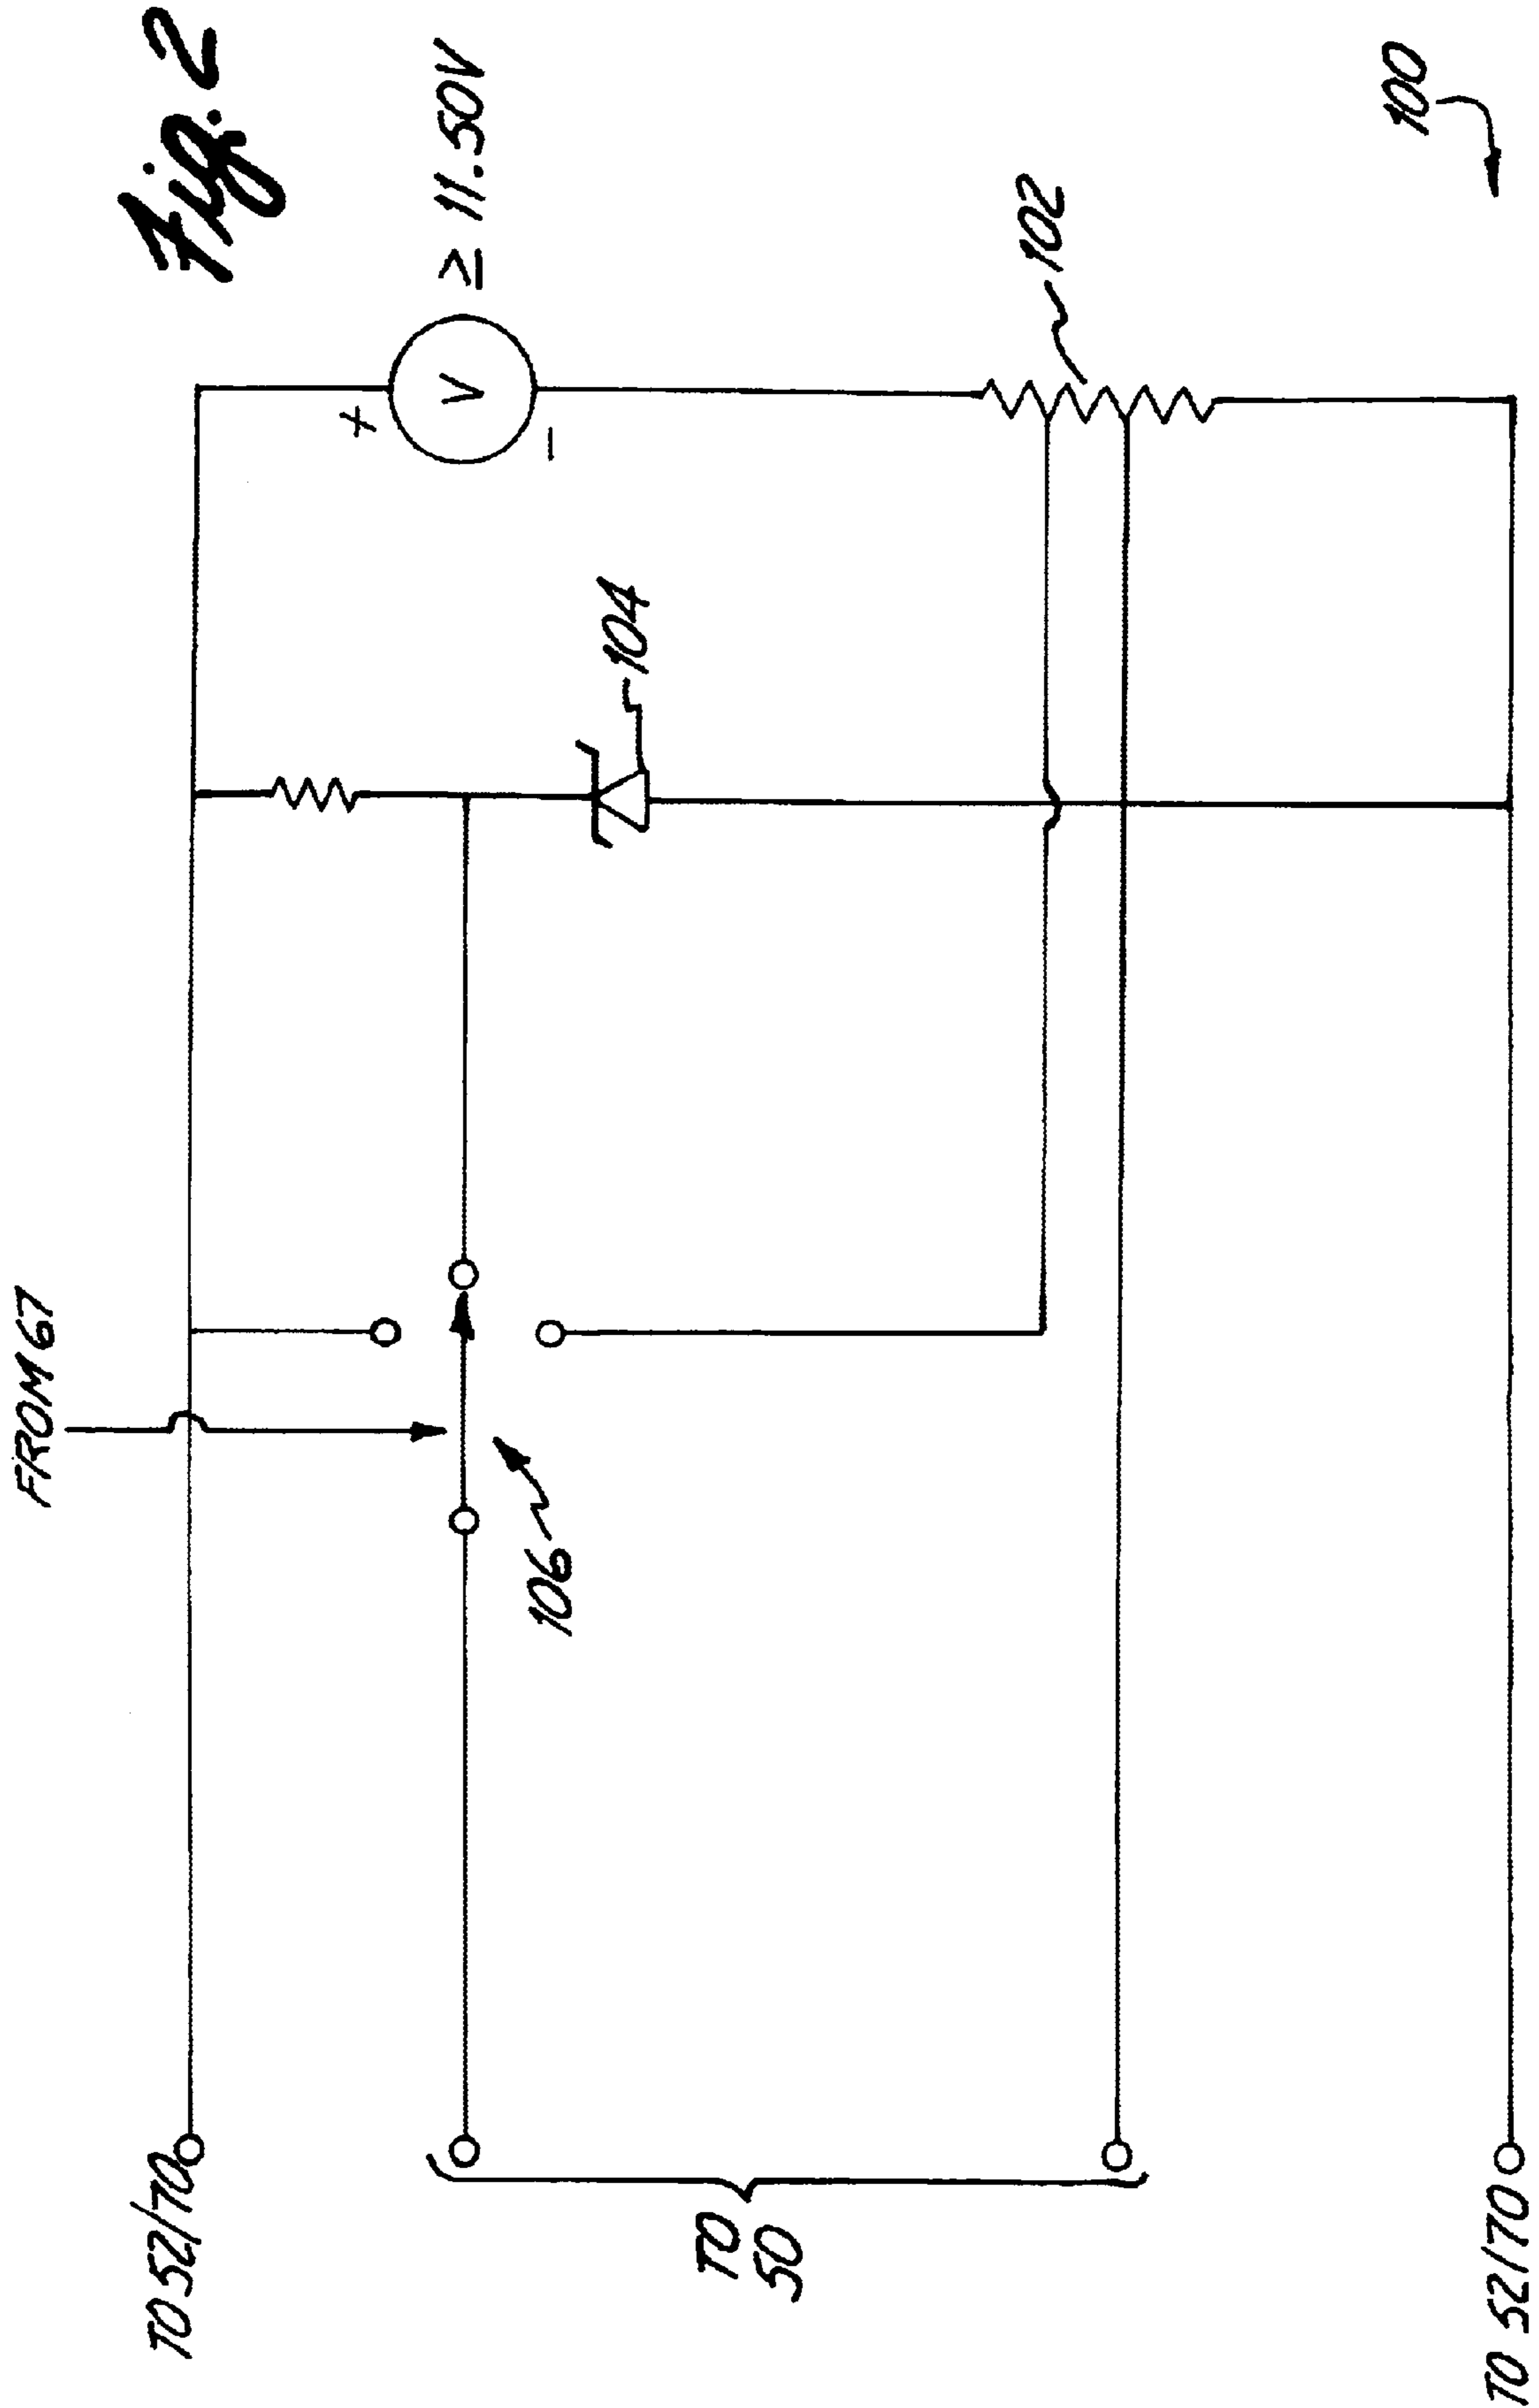 Fig. 2
FROM 67
TO 52/70
+
V
−
≥ 11.50V
104
106
102
TO
50
100
TO 52/70